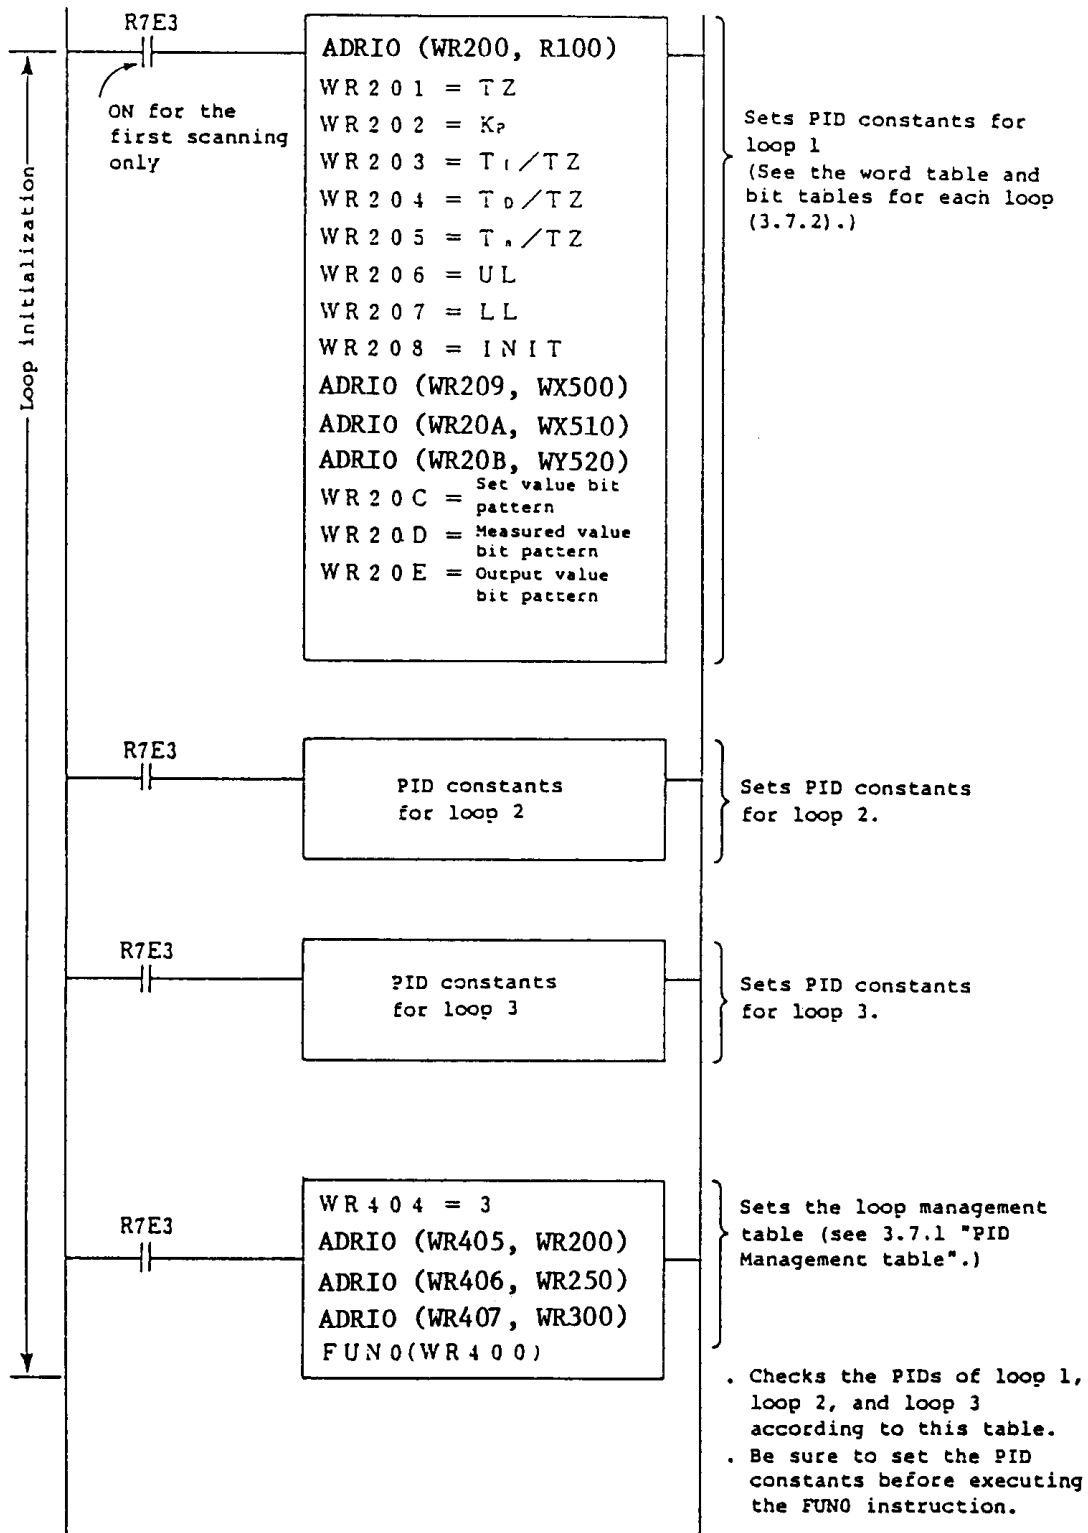 R7E3
ON for the
first scanning
only
Loop initialization
ADRIO (WR200, R100)
WR201 = TZ
WR202 = KP
WR203 = TI/TZ
WR204 = TD/TZ
WR205 = Tn/TZ
WR206 = UL
WR207 = LL
WR208 = INIT
ADRIO (WR209, WX500)
ADRIO (WR20A, WX510)
ADRIO (WR20B, WY520)
WR20C = Set value bit
pattern
WR20D = Measured value
bit pattern
WR20E = Output value
bit pattern
Sets PID constants for
loop 1
(See the word table and
bit tables for each loop
(3.7.2).)
R7E3
PID constants
for loop 2
Sets PID constants
for loop 2.
R7E3
PID constants
for loop 3
Sets PID constants
for loop 3.
R7E3
WR404 = 3
ADRIO (WR405, WR200)
ADRIO (WR406, WR250)
ADRIO (WR407, WR300)
FUN0(WR400)
Sets the loop management
table (see 3.7.1 "PID
Management table".)
. Checks the PIDs of loop 1,
loop 2, and loop 3
according to this table.
. Be sure to set the PID
constants before executing
the FUN0 instruction.